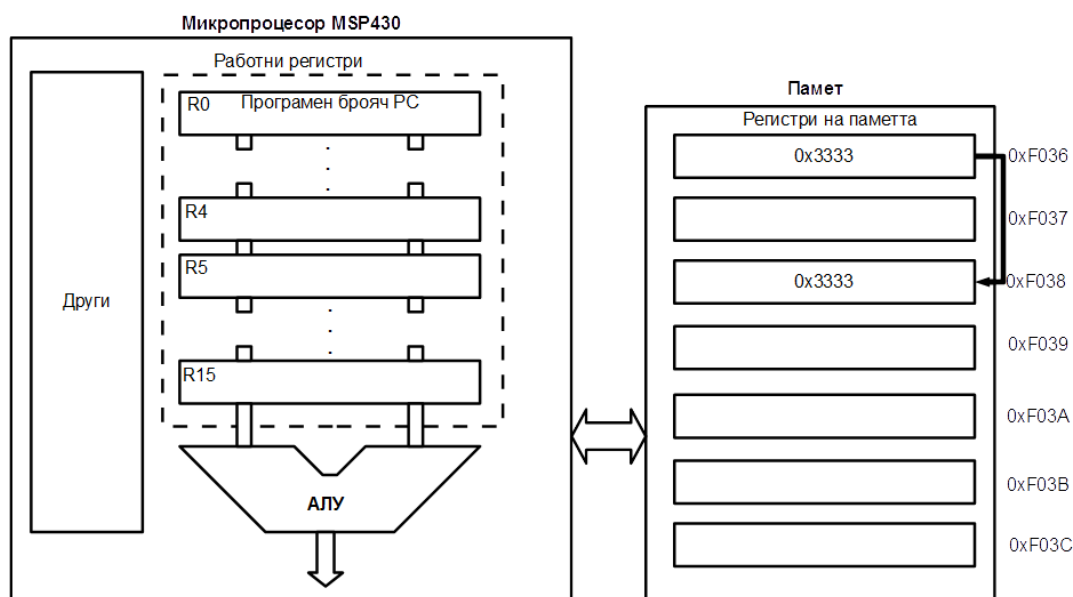 Микропроцесор MSP430
Работни регистри
R0
Програмен брояч PC
R4
R5
R15
Други
АЛУ
Памет
Регистри на паметта
0x3333
0xF036
0xF037
0x3333
0xF038
0xF039
0xF03A
0xF03B
0xF03C